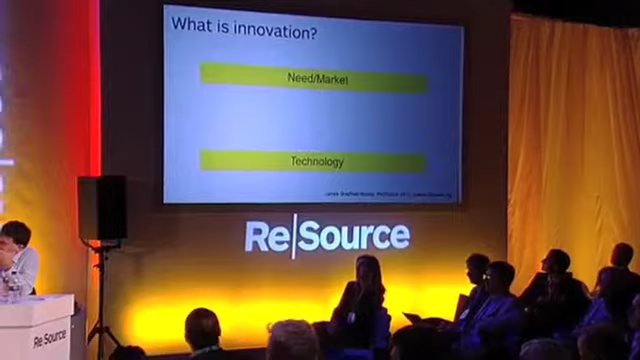 What is innovation?
Need/Market
Technology
Re|Source
Re Source